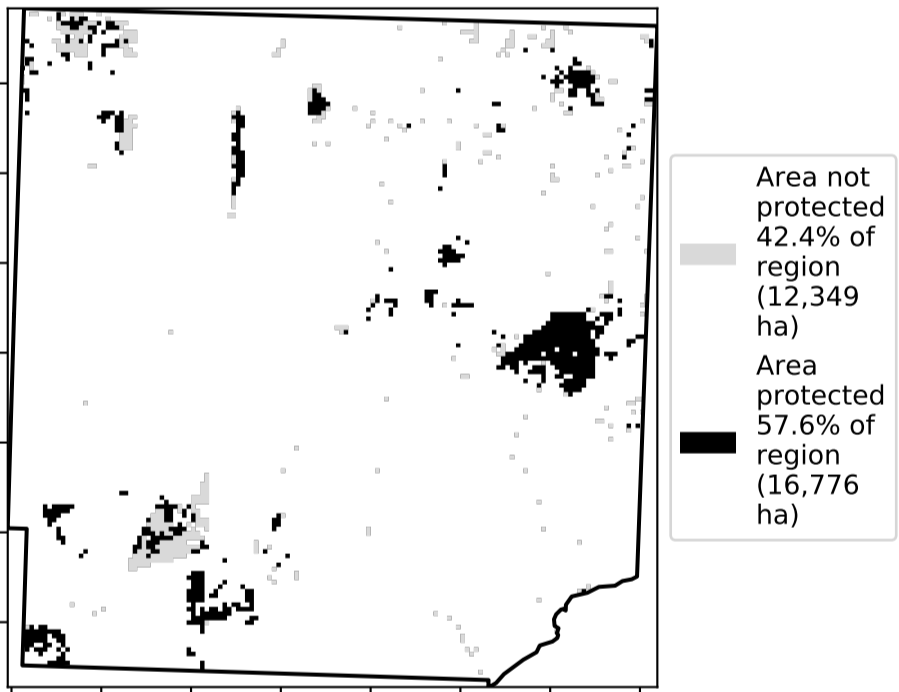 Area not
protected
42.4% of
region
(12,349
ha)
Area
protected
57.6% of
region
(16,776
ha)